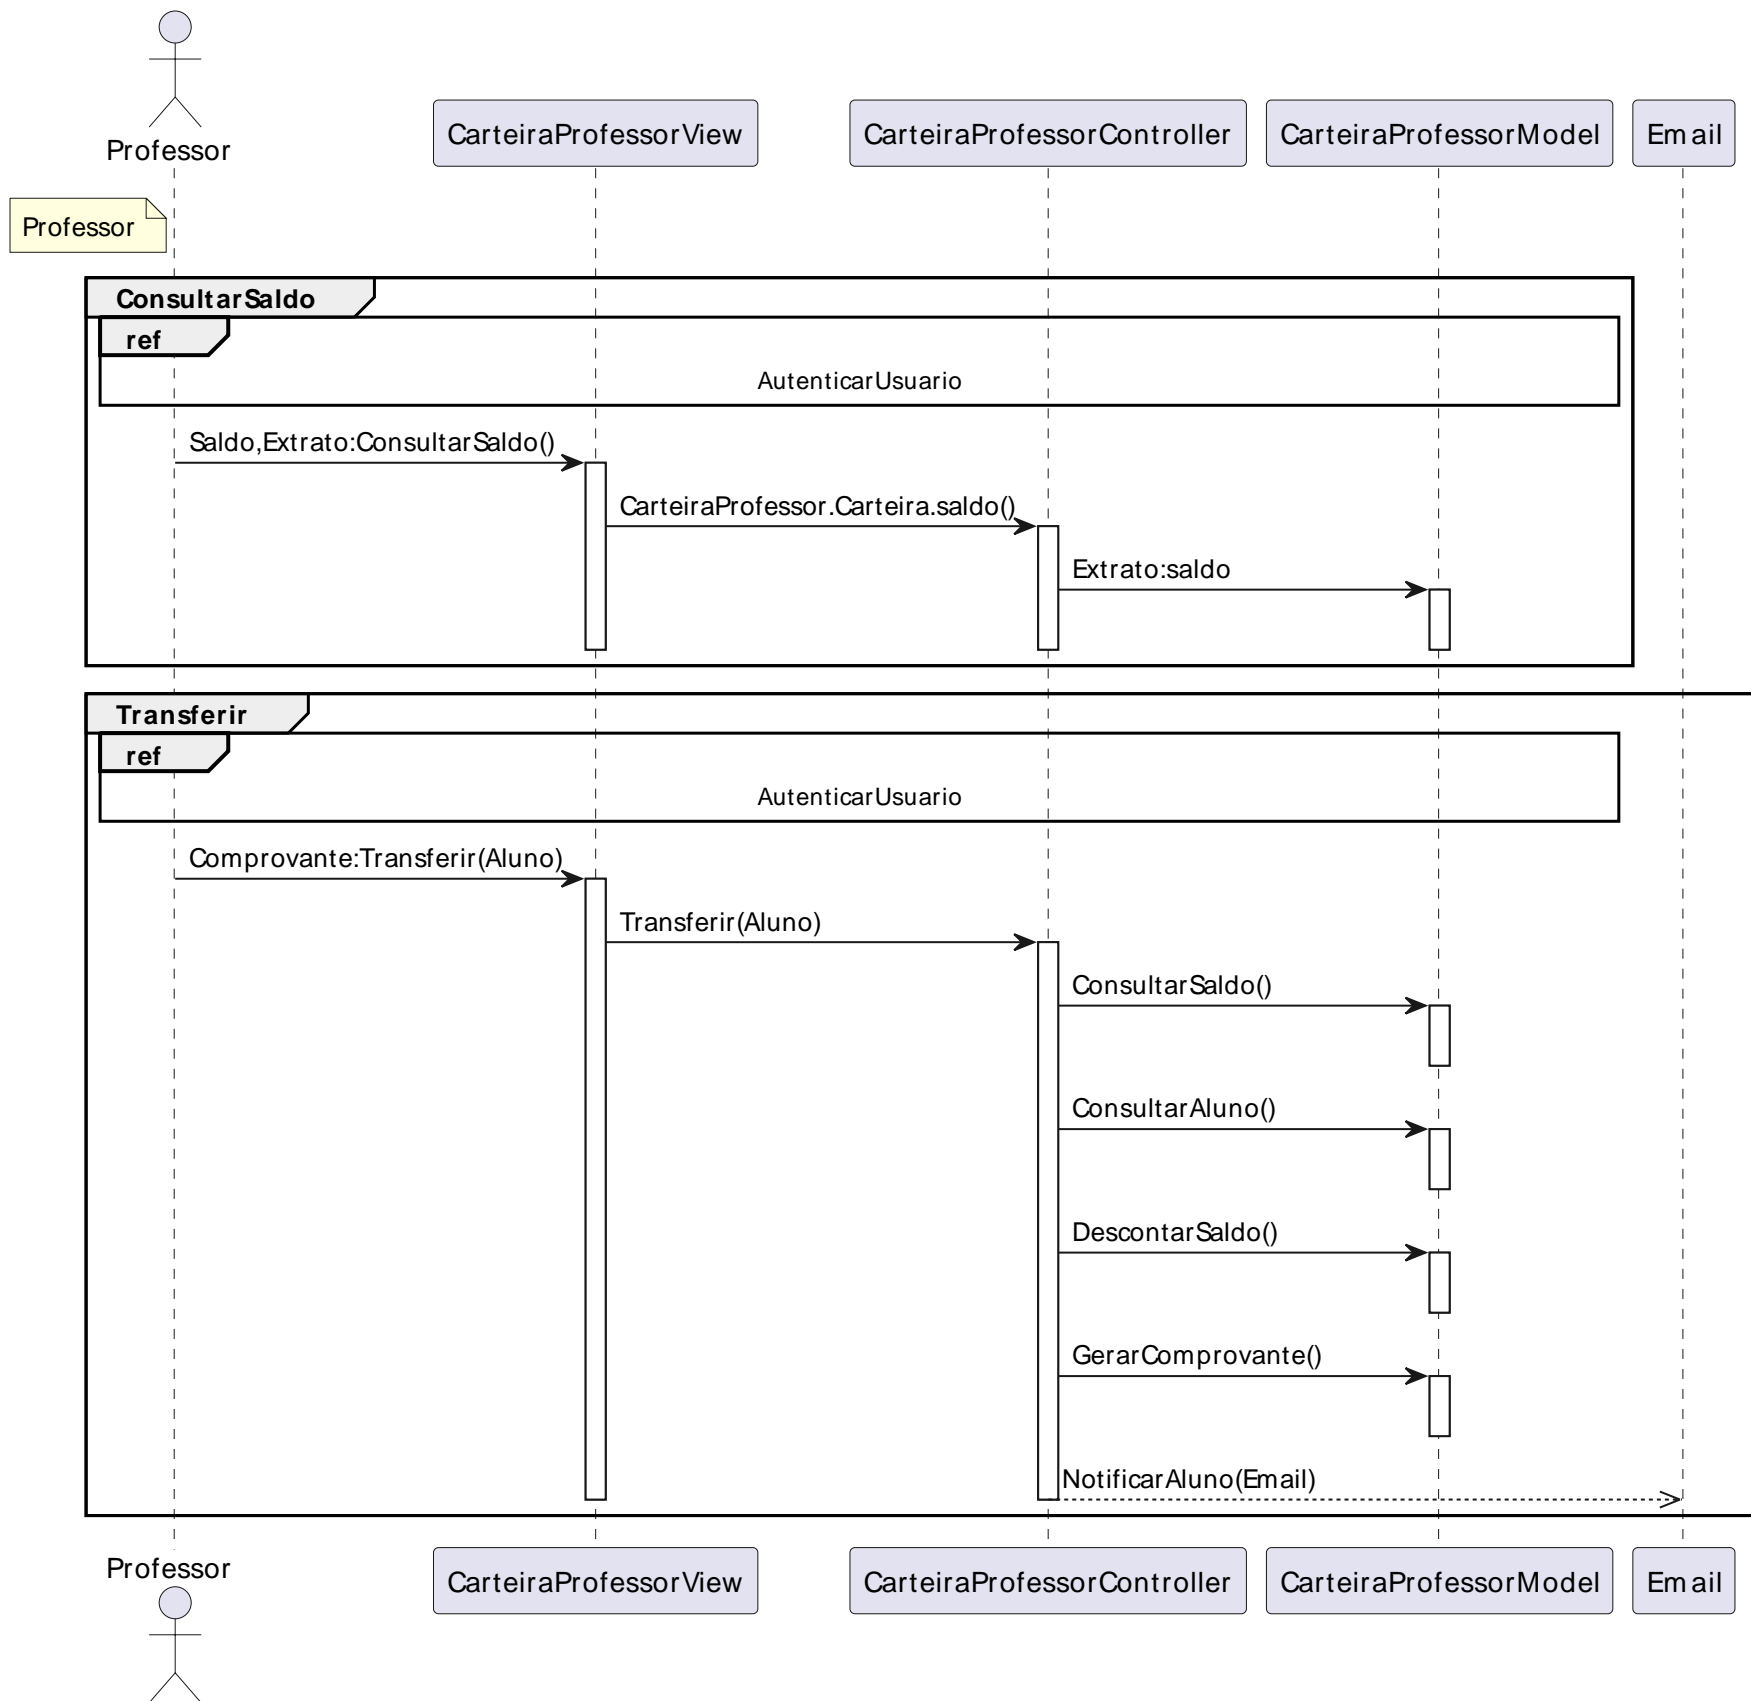 Professor
CarteiraProfessorView
CarteiraProfessorController
CarteiraProfessorModel
Email
Professor
ConsultarSaldo
ref
AutenticarUsuario
Saldo,Extrato:ConsultarSaldo()
CarteiraProfessor.Carteira.saldo()
Extrato:saldo
Transferir
ref
AutenticarUsuario
Comprovante:Transferir(Aluno)
Transferir(Aluno)
ConsultarSaldo()
ConsultarAluno()
DescontarSaldo()
GerarComprovante()
NotificarAluno(Email)
Professor
CarteiraProfessorView
CarteiraProfessorController
CarteiraProfessorModel
Email